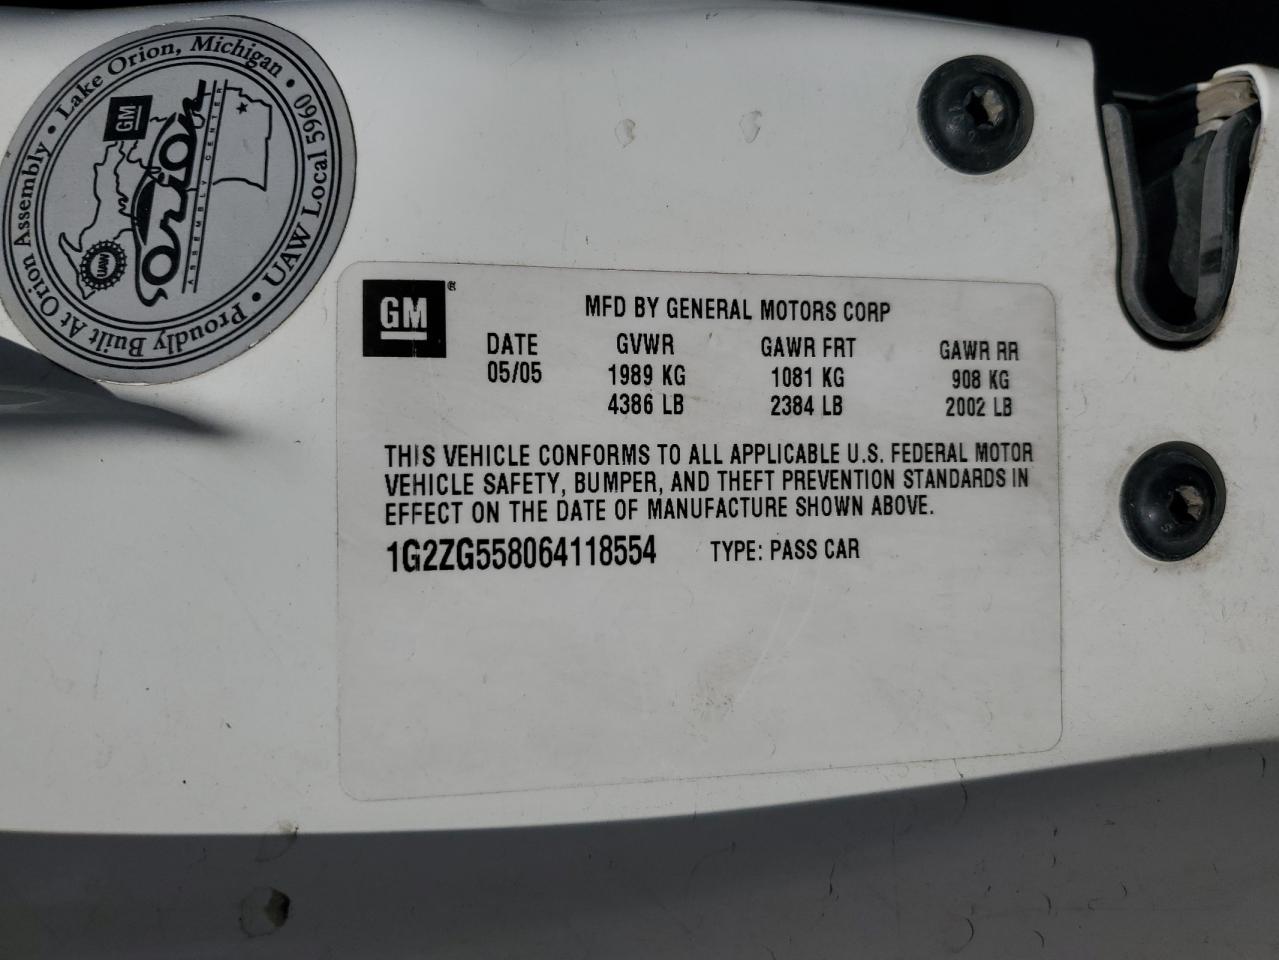 Proudly Built At Orion Assembly • Lake Orion, Michigan • UAW Local 5960 •
GM
Orion
ASSEMBLY CENTER
UAW
GM ®
MFD BY GENERAL MOTORS CORP
DATE GVWR GAWR FRT GAWR RR
05/05 1989 KG 1081 KG 908 KG
4386 LB 2384 LB 2002 LB
THIS VEHICLE CONFORMS TO ALL APPLICABLE U.S. FEDERAL MOTOR
VEHICLE SAFETY, BUMPER, AND THEFT PREVENTION STANDARDS IN
EFFECT ON THE DATE OF MANUFACTURE SHOWN ABOVE.
1G2ZG558064118554 TYPE: PASS CAR